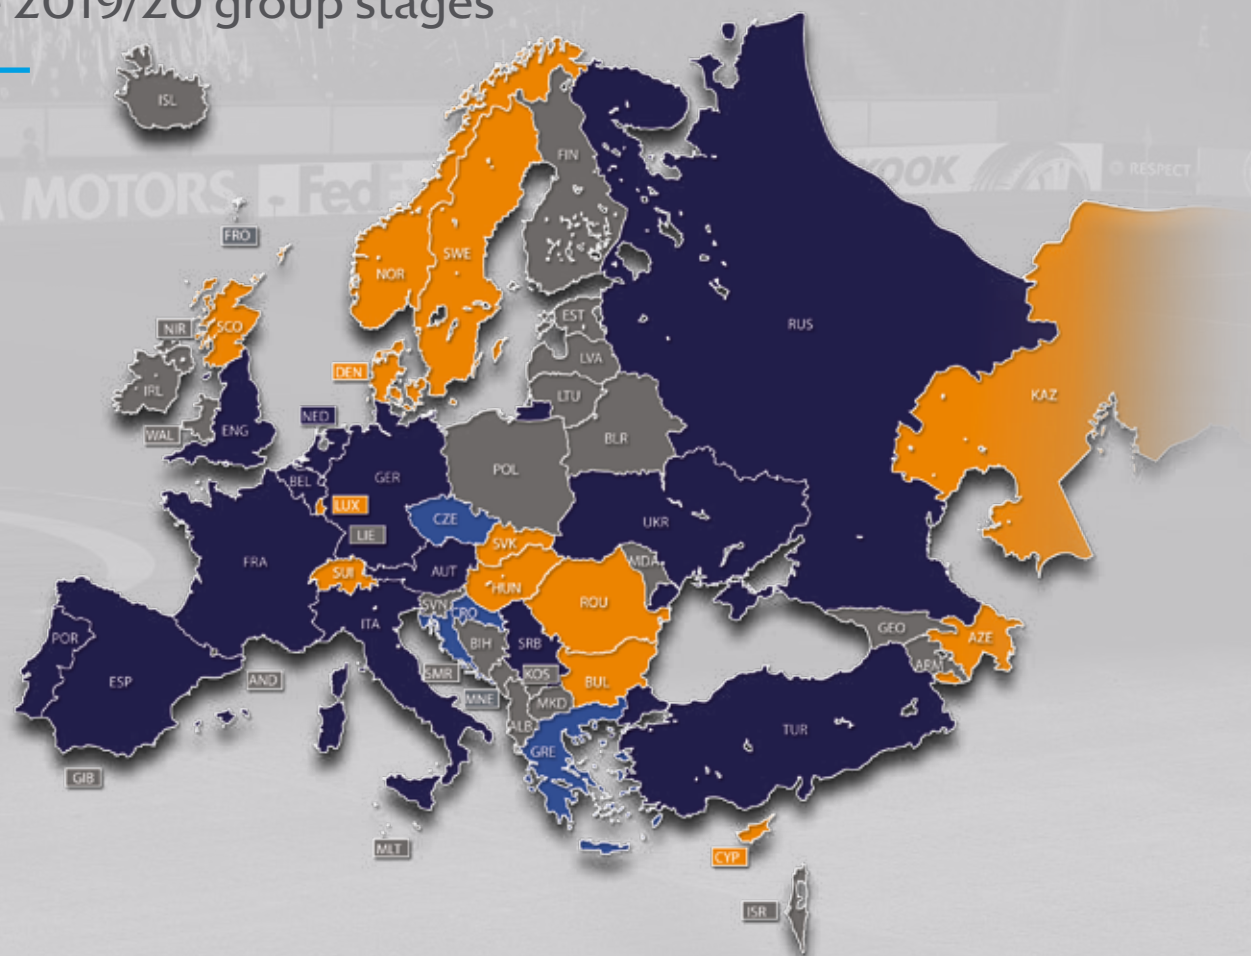 2019/20 group stages
ISL
FIN
MOTORS
FedE
KOOK
RESPECT
FRO
SWE
NOR
NIR
SCO
EST
RUS
LVA
DEN
IRL
LTU
KAZ
NED
WAL
ENG
BLR
POL
GER
BEL
LUX
CZE
UKR
LIE
SVK
FRA
MDA
SUI
AUT
HUN
ROU
SVN
CRO
ITA
GEO
POR
BIH
SRB
AZE
ARM
SMR
KOS
AND
ESP
BUL
MNE
MKD
ALB
TUR
GRE
GIB
MLT
CYP
ISR